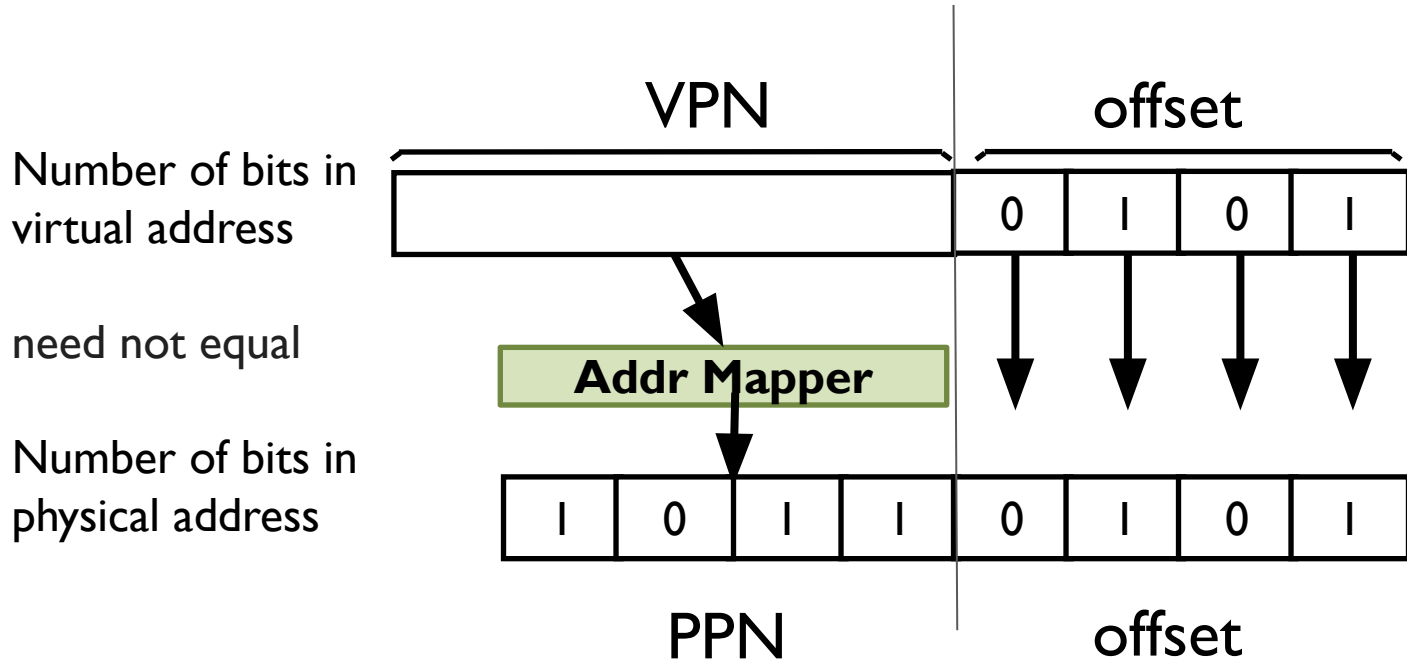 VPN offset
Number of bits in
virtual address
0 1 0 1
need not equal
Addr Mapper
Number of bits in
physical address
1 0 1 1 0 1 0 1
PPN offset